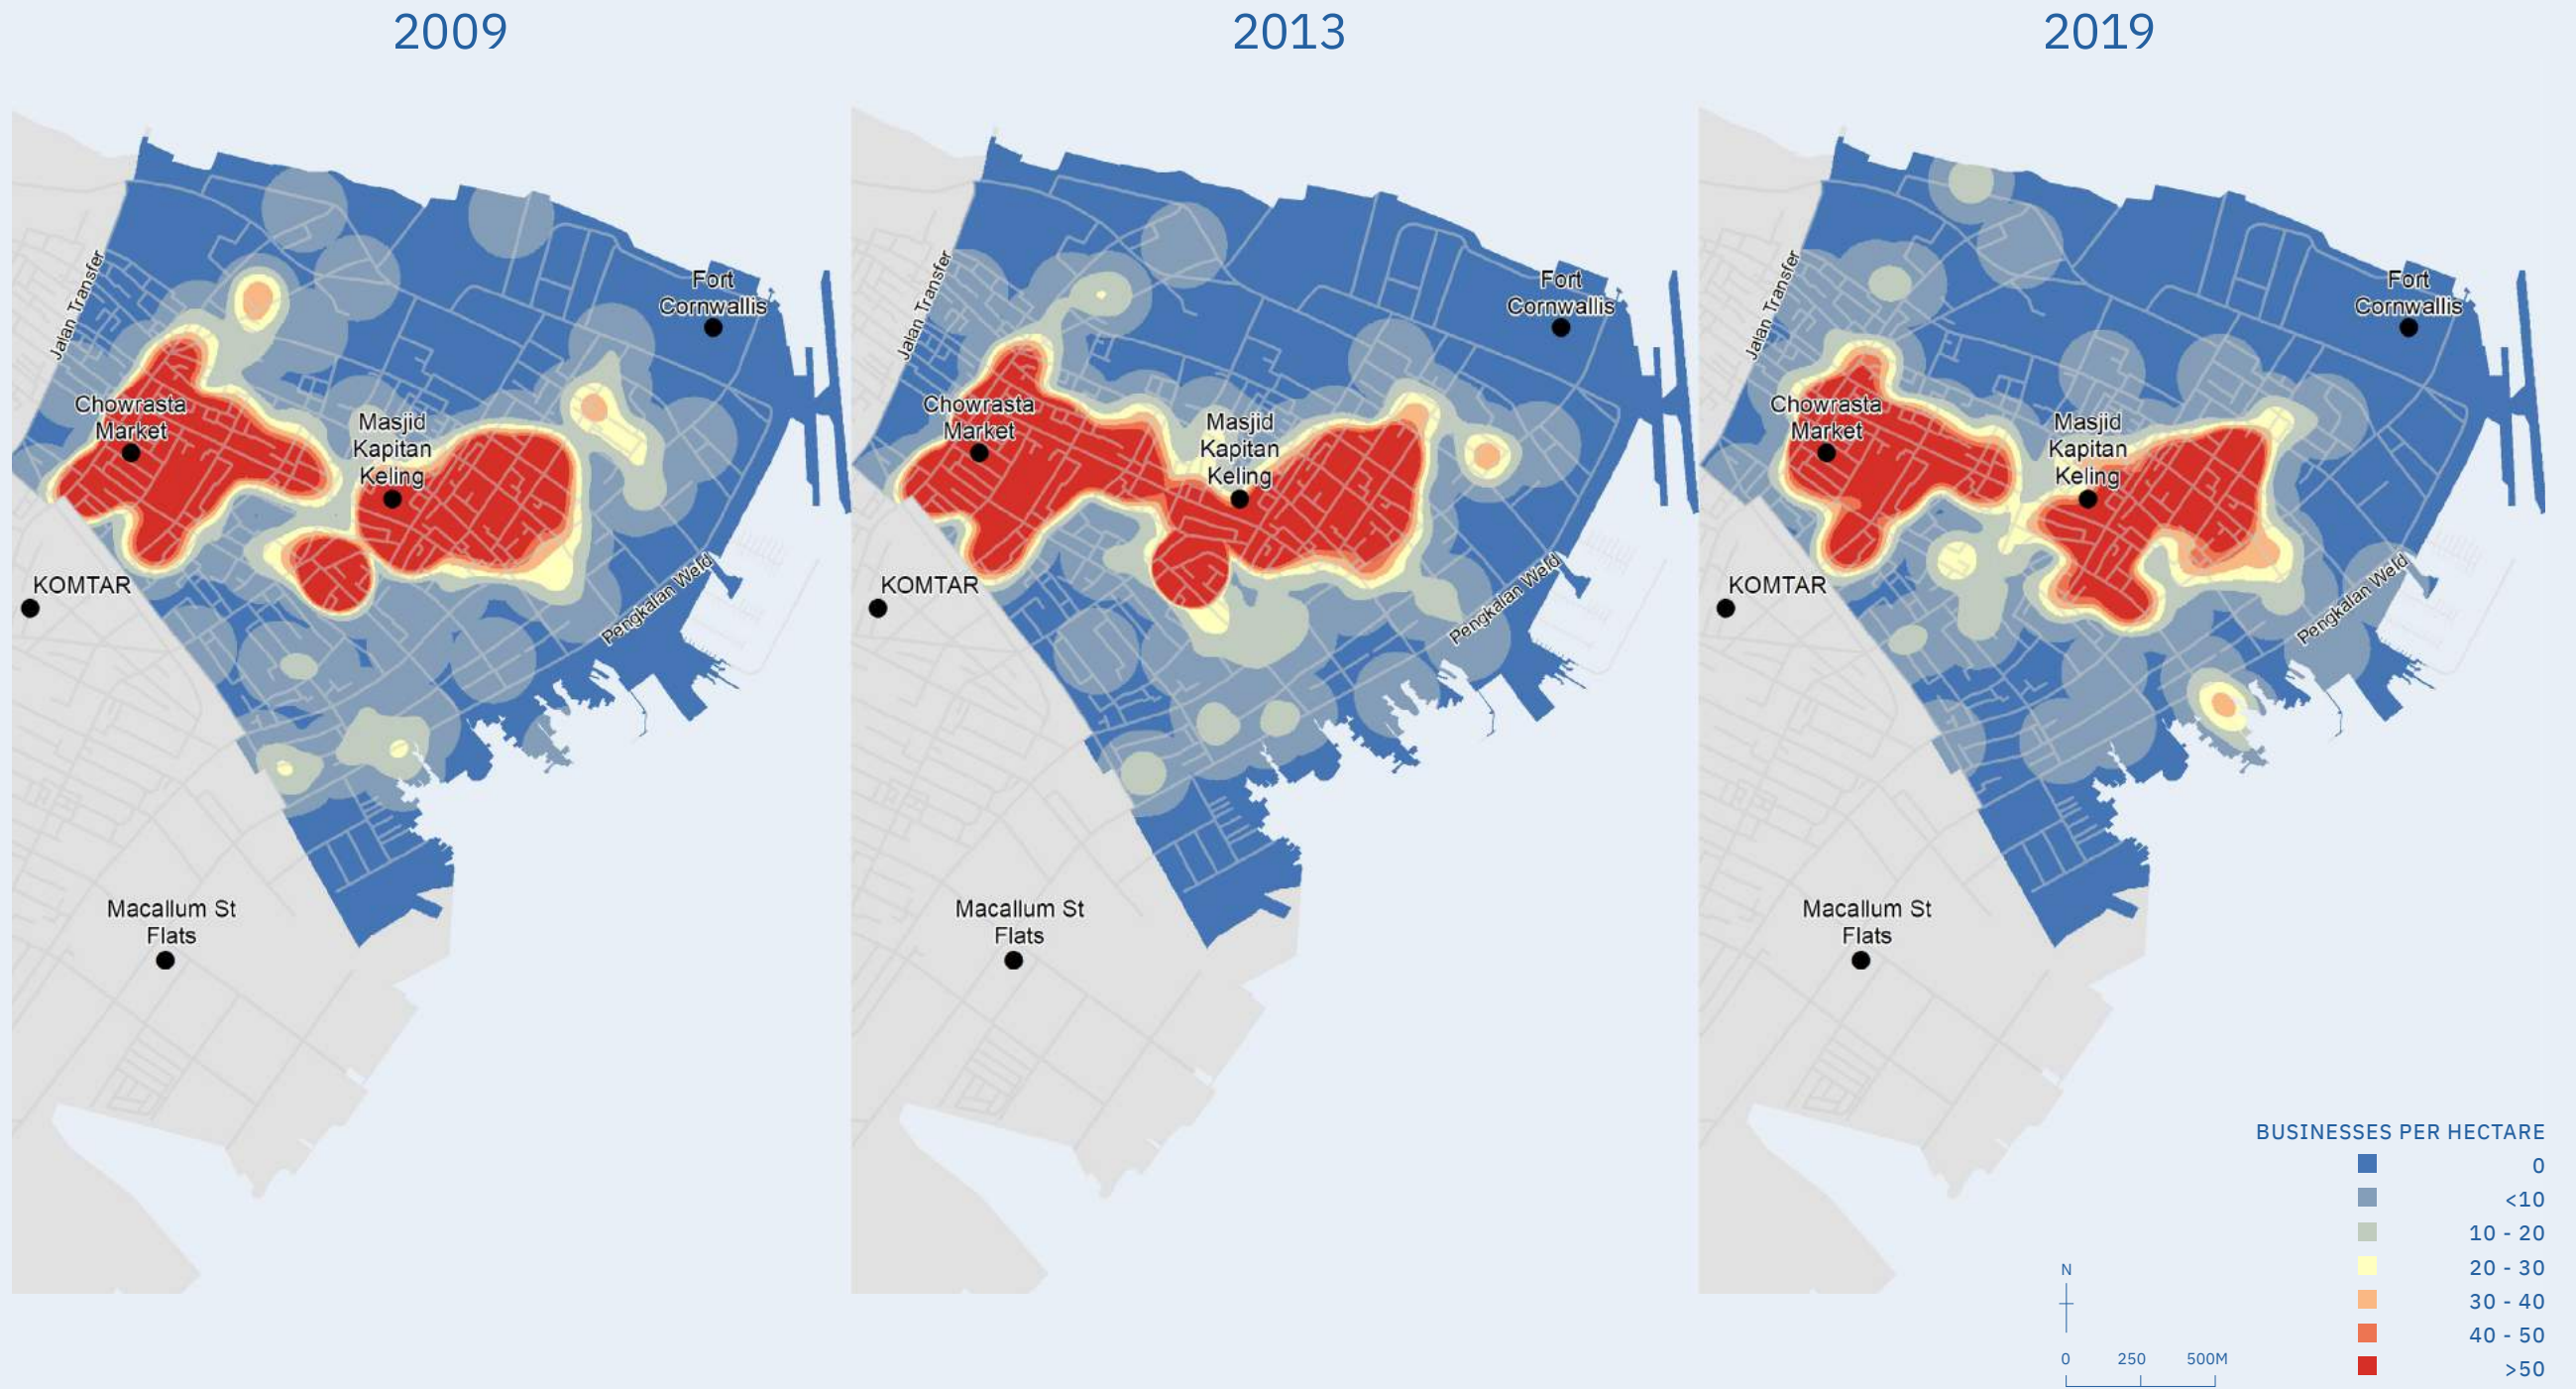 2009
2013
2019
Jalan Transfer
Fort
Cornwallis
Chowrasta
Market
Masjid
Kapitan
Keling
KOMTAR
Pengkalan Weld
Macallum St
Flats
Jalan Transfer
Fort
Cornwallis
Chowrasta
Market
Masjid
Kapitan
Keling
KOMTAR
Pengkalan Weld
Macallum St
Flats
Jalan Transfer
Fort
Cornwallis
Chowrasta
Market
Masjid
Kapitan
Keling
KOMTAR
Pengkalan Weld
Macallum St
Flats
BUSINESSES PER HECTARE
0
<10
10 - 20
20 - 30
30 - 40
40 - 50
>50
N
0 250 500M